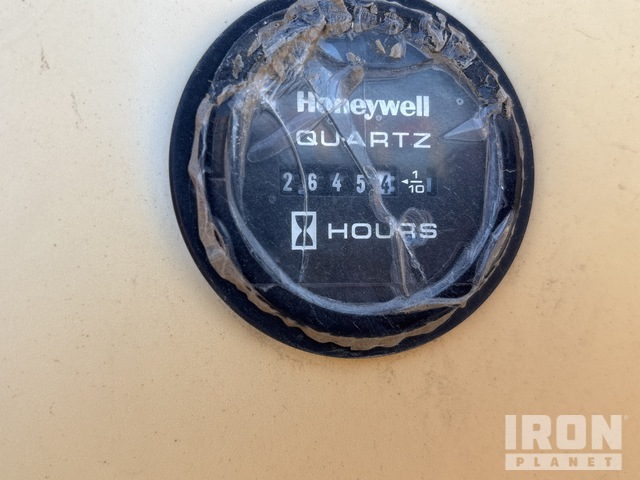 Honeywell
QUARTZ
2 6 4 5 4 ◄ 1/10
HOURS
IRON
PLANET